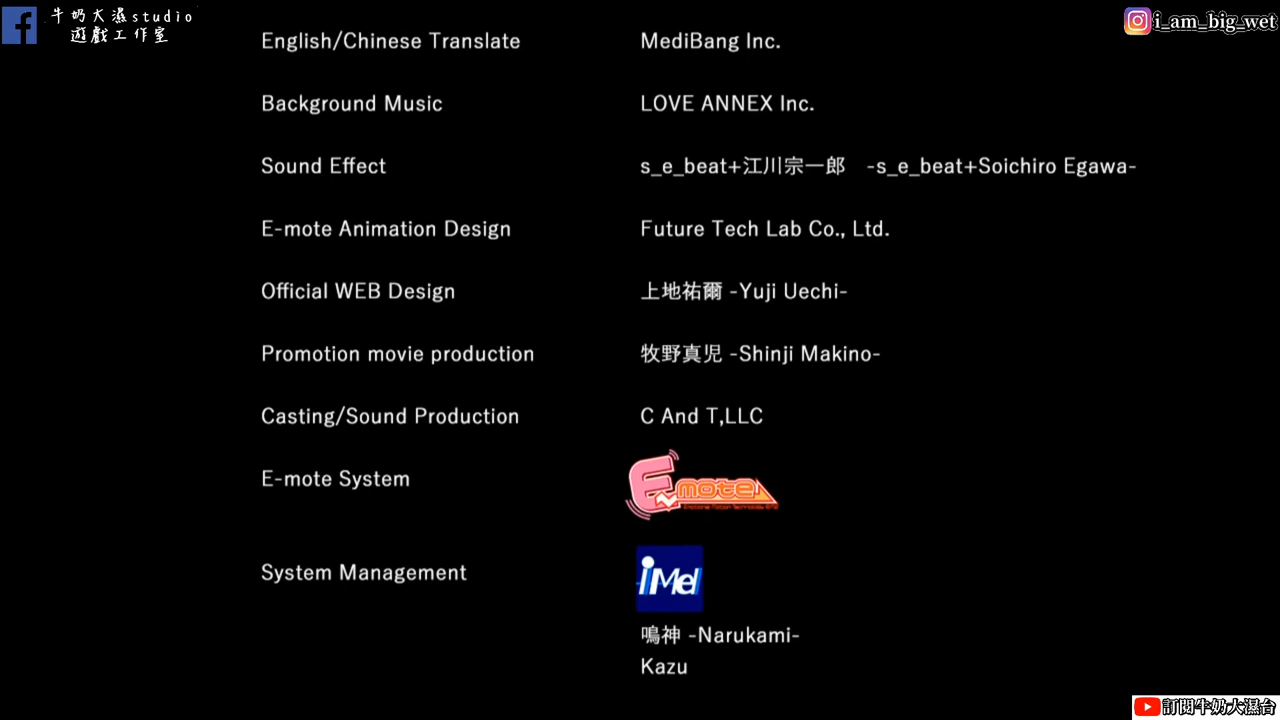 牛奶大濕studio
遊戲工作室
i_am_big_wet
English/Chinese Translate MediBang Inc.
Background Music LOVE ANNEX Inc.
Sound Effect s_e_beat+江川宗一郎 -s_e_beat+Soichiro Egawa-
E-mote Animation Design Future Tech Lab Co., Ltd.
Official WEB Design 上地祐爾 -Yuji Uechi-
Promotion movie production 牧野真児 -Shinji Makino-
Casting/Sound Production C And T,LLC
E-mote System E-mote
System Management iMel
鳴神 -Narukami-
Kazu
訂閱牛奶大濕台